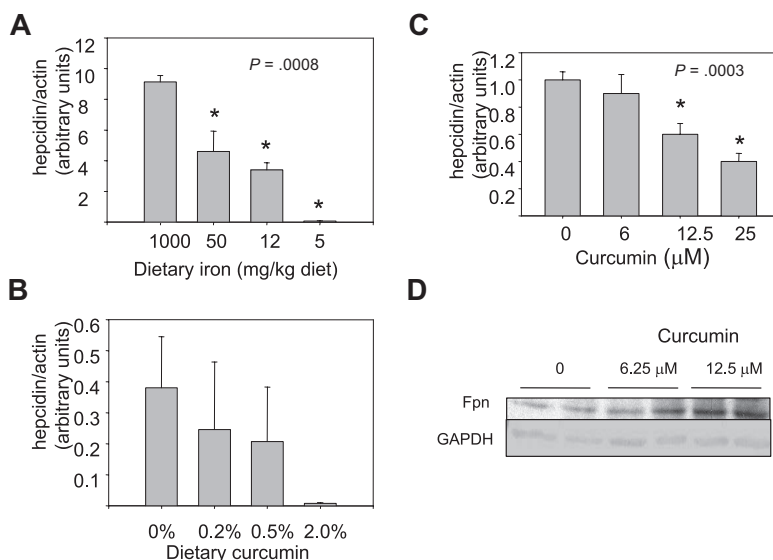 A
hepcidin/actin
(arbitrary units)
12
10
8
6
4
2
P = .0008
*
*
*
1000 50 12 5
Dietary iron (mg/kg diet)
B
hepcidin/actin
(arbitrary units)
0.6
0.5
0.4
0.3
0.2
0.1
0% 0.2% 0.5% 2.0%
Dietary curcumin
C
hepcidin/actin
(arbitrary units)
1.2
1.0
0.8
0.6
0.4
0.2
P = .0003
*
*
0 6 12.5 25
Curcumin (μM)
D
Curcumin
0 6.25 μM 12.5 μM
Fpn
GAPDH